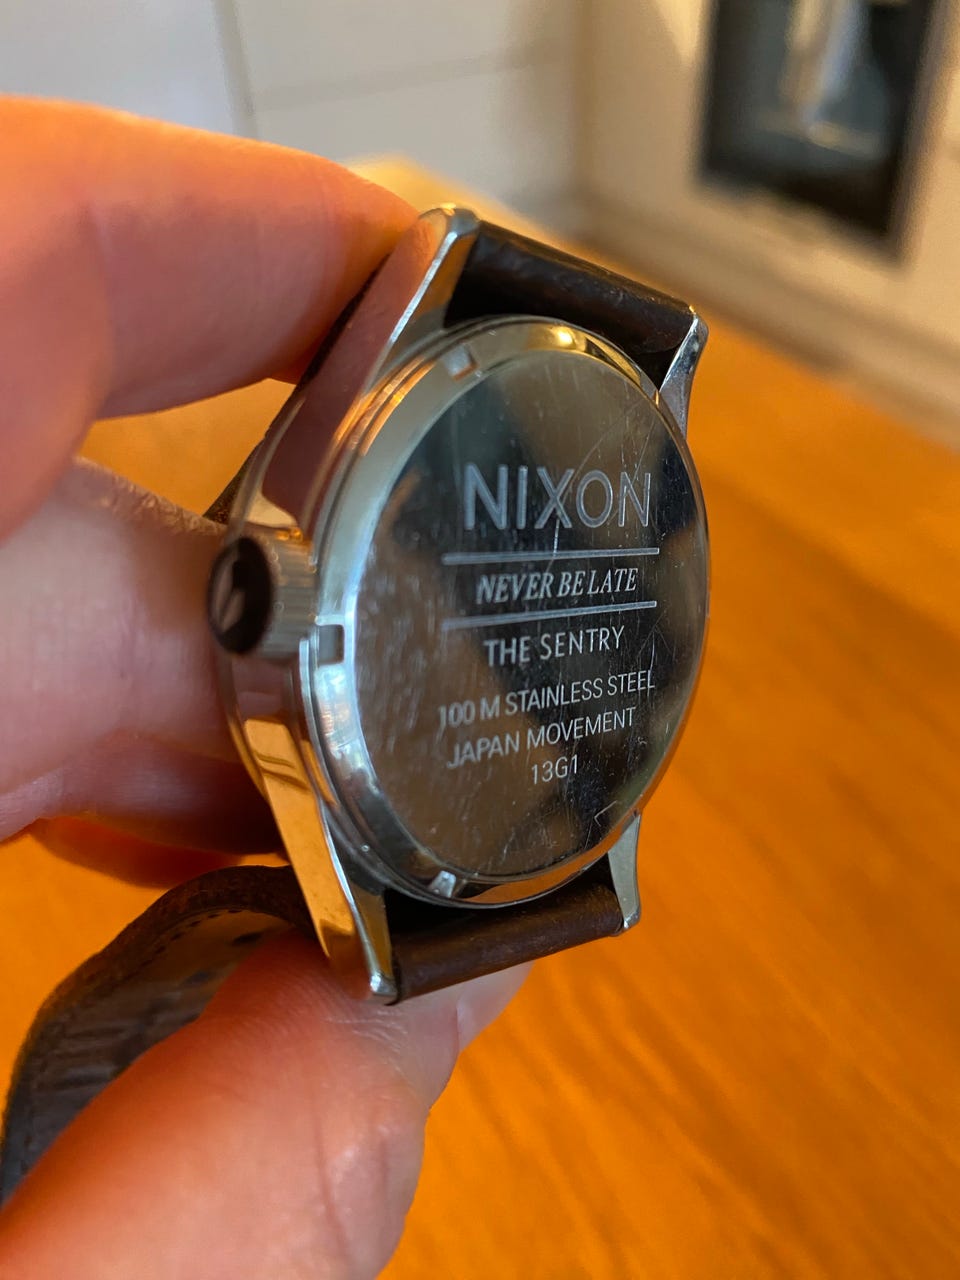 NIXON
NEVER BE LATE
THE SENTRY
100 M STAINLESS STEEL
JAPAN MOVEMENT
13G1